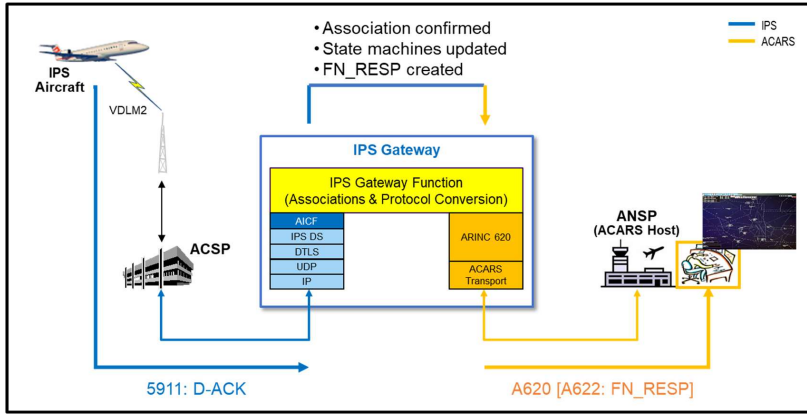 • Association confirmed
• State machines updated
• FN_RESP created
IPS
ACARS
IPS
Aircraft
VDLM2
IPS Gateway
IPS Gateway Function
(Associations & Protocol Conversion)
AICF
IPS DS
DTLS
UDP
IP
ARINC 620
ACARS
Transport
ACSP
ANSP
(ACARS Host)
5911: D-ACK
A620 [A622: FN_RESP]